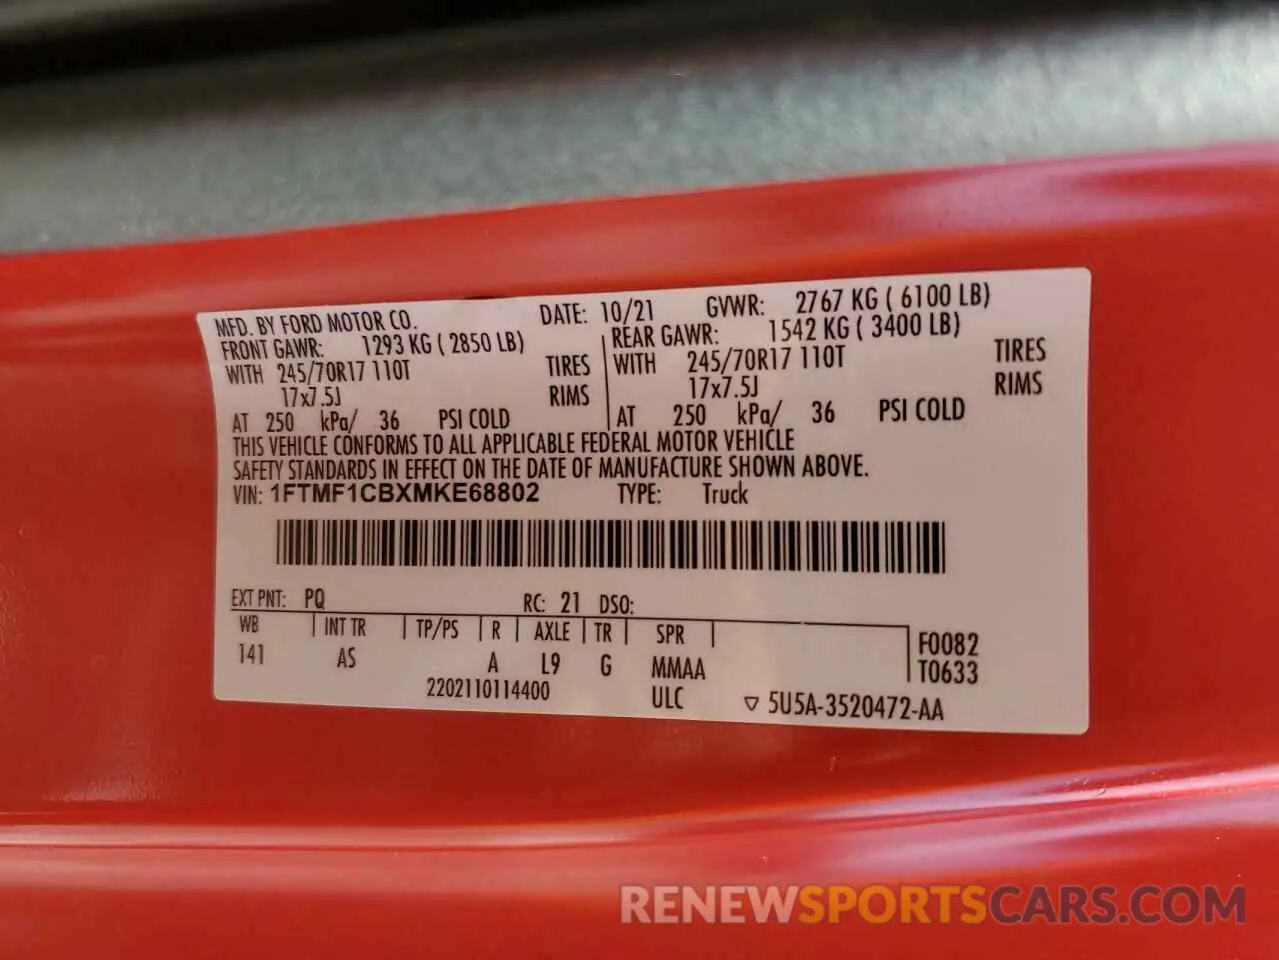 MFD. BY FORD MOTOR CO. DATE: 10/21 GVWR: 2767 KG ( 6100 LB)
FRONT GAWR: 1293 KG ( 2850 LB) REAR GAWR: 1542 KG ( 3400 LB)
WITH 245/70R17 110T TIRES WITH 245/70R17 110T TIRES
17x7.5J RIMS 17x7.5J RIMS
AT 250 kPa/ 36 PSI COLD AT 250 kPa/ 36 PSI COLD
THIS VEHICLE CONFORMS TO ALL APPLICABLE FEDERAL MOTOR VEHICLE
SAFETY STANDARDS IN EFFECT ON THE DATE OF MANUFACTURE SHOWN ABOVE.
VIN: 1FTMF1CBXMKE68802 TYPE: Truck
EXT PNT: PQ RC: 21 DSO:
WB INT TR TP/PS R AXLE TR SPR F0082
141 AS A L9 G MMAA T0633
2202110114400 ULC ▽ 5U5A-3520472-AA
RENEWSPORTSCARS.COM